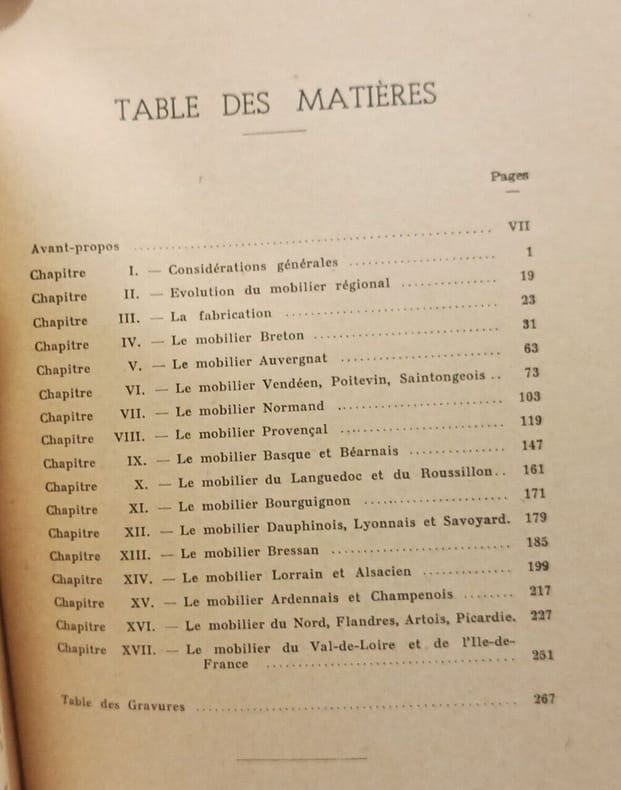 TABLE DES MATIÈRES
Pages
Avant-propos .......... VII
Chapitre I. — Considérations générales .......... 1
Chapitre II. — Evolution du mobilier régional .......... 19
Chapitre III. — La fabrication .......... 23
Chapitre IV. — Le mobilier Breton .......... 31
Chapitre V. — Le mobilier Auvergnat .......... 63
Chapitre VI. — Le mobilier Vendéen, Poitevin, Saintongeois .. 73
Chapitre VII. — Le mobilier Normand .......... 103
Chapitre VIII. — Le mobilier Provençal .......... 119
Chapitre IX. — Le mobilier Basque et Béarnais .......... 147
Chapitre X. — Le mobilier du Languedoc et du Roussillon.. 161
Chapitre XI. — Le mobilier Bourguignon .......... 171
Chapitre XII. — Le mobilier Dauphinois, Lyonnais et Savoyard. 179
Chapitre XIII. — Le mobilier Bressan .......... 185
Chapitre XIV. — Le mobilier Lorrain et Alsacien .......... 199
Chapitre XV. — Le mobilier Ardennais et Champenois ........ 217
Chapitre XVI. — Le mobilier du Nord, Flandres, Artois, Picardie. 227
Chapitre XVII. — Le mobilier du Val-de-Loire et de l'Ile-de-
France .......... 251
Table des Gravures .......... 267